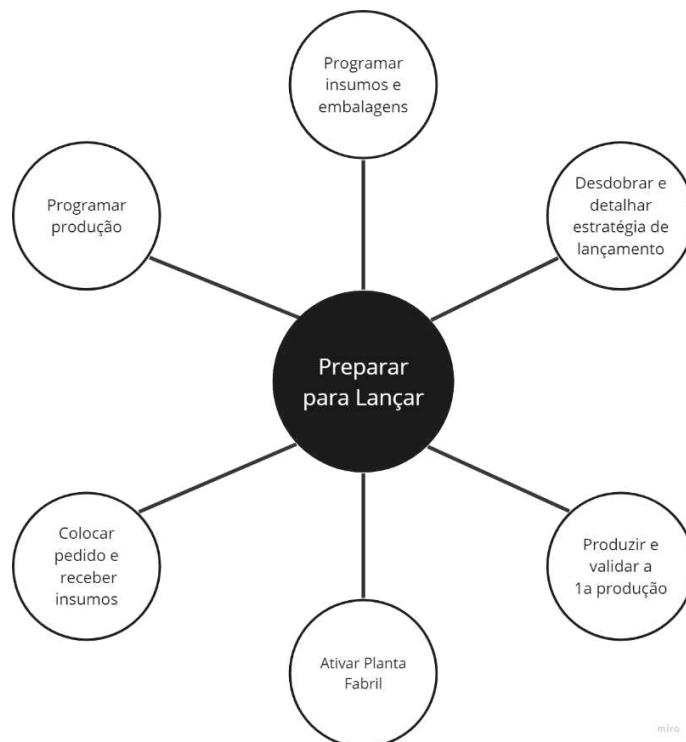 Programar
insumos e
embalagens
Programar
produção
Desdobrar e
detalhar
estratégia de
lançamento
Preparar
para Lançar
Colocar
pedido e
receber
insumos
Produzir e
validar a
1a produção
Ativar Planta
Fabril
miro